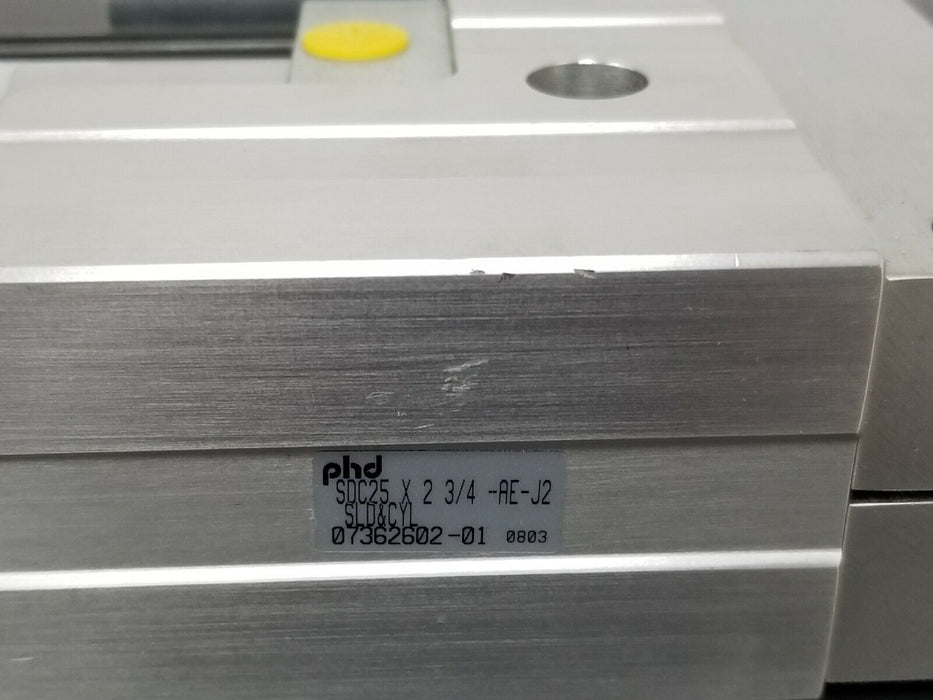 phd
SDC25 X 2 3/4 -AE-J2
SLD&CYL
07362602-01 0803